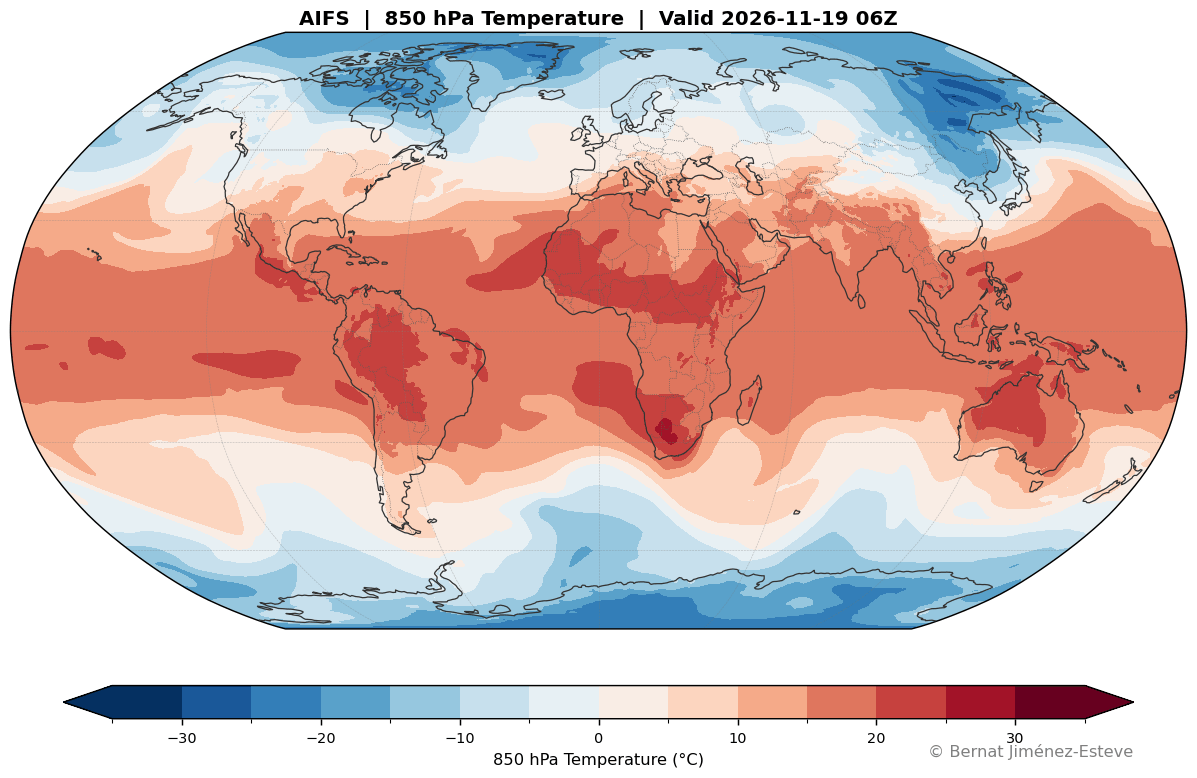 AIFS | 850 hPa Temperature | Valid 2026-11-19 06Z
−30 −20 −10 0 10 20 30
850 hPa Temperature (°C)
© Bernat Jiménez-Esteve